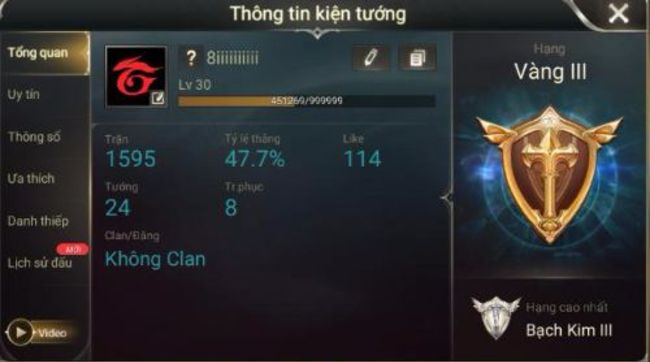 Thông tin kiện tướng
Tổng quan
Uy tín
Thông số
Ưa thích
Danh thiếp
Lịch sử đấu
Mới
Video
? 8iiiiiiiiii
Lv 30
451269/999999
Trận
1595
Tỷ lệ thắng
47.7%
Like
114
Tướng
24
Tr.phục
8
Clan/Đảng
Không Clan
Hạng
Vàng III
Hạng cao nhất
Bạch Kim III